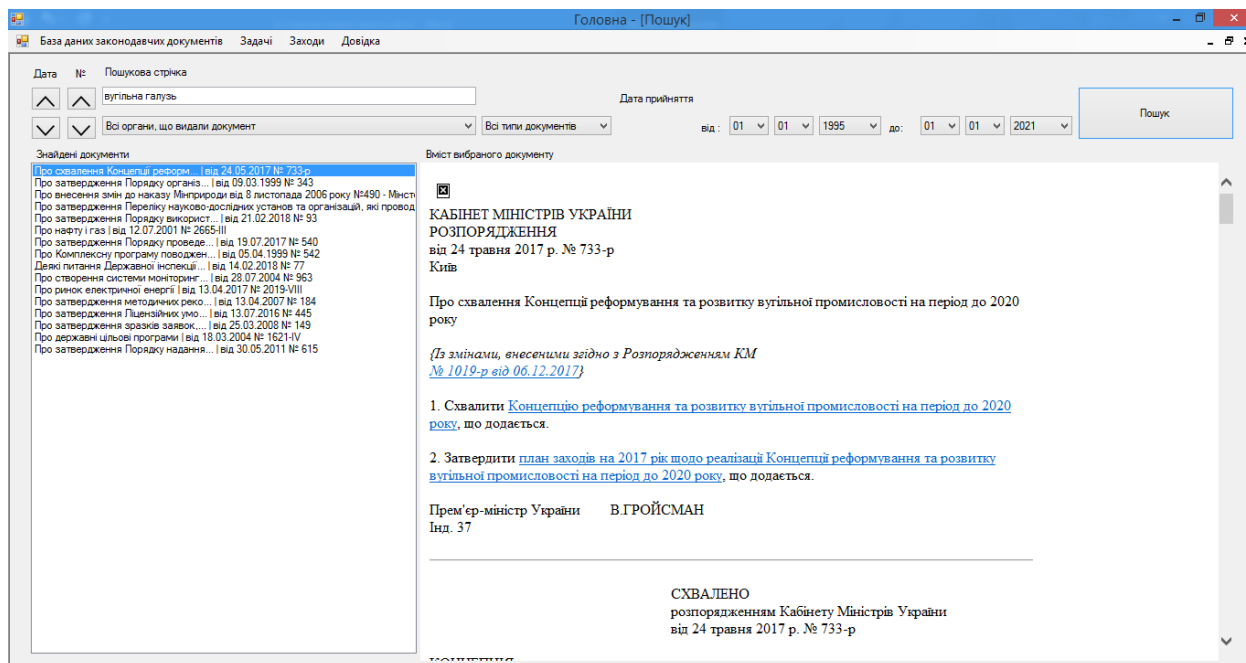 Головна - [Пошук]
База даних законодавчих документів Задачі Заходи Довідка
Дата № Пошукова стрічка
вугільна галузь
Дата прийняття
Всі органи, що видали документ Всі типи документів від : 01 01 1995 до: 01 01 2021 Пошук
Знайдені документи
Про схвалення Концепції реформ... | від 24.05.2017 № 733-р
Про затвердження Порядку організ... | від 09.03.1999 № 343
Про внесення змін до наказу Мінприроди від 8 листопада 2006 року №490 - Мінсте
Про затвердження Переліку науково-дослідних установ та організацій, які провод
Про затвердження Порядку використ... | від 21.02.2018 № 93
Про нафту і газ | від 12.07.2001 № 2665-III
Про затвердження Порядку проведе... | від 19.07.2017 № 540
Про Комплексну програму поводжен... | від 05.04.1999 № 542
Деякі питання Державної інспекції... | від 14.02.2018 № 77
Про створення системи моніторинг... | від 28.07.2004 № 963
Про ринок електричної енергії | від 13.04.2017 № 2019-VIII
Про затвердження методичних реко... | від 13.04.2007 № 184
Про затвердження Ліцензійних умо... | від 13.07.2016 № 445
Про затвердження зразків заявок,... | від 25.03.2008 № 149
Про державні цільові програми | від 18.03.2004 № 1621-IV
Про затвердження Порядку надання... | від 30.05.2011 № 615
Вміст вибраного документу
КАБІНЕТ МІНІСТРІВ УКРАЇНИ
РОЗПОРЯДЖЕННЯ
від 24 травня 2017 р. № 733-р
Київ
Про схвалення Концепції реформування та розвитку вугільної промисловості на період до 2020
року
{Із змінами, внесеними згідно з Розпорядженням КМ
№ 1019-р від 06.12.2017}
1. Схвалити Концепцію реформування та розвитку вугільної промисловості на період до 2020
року, що додається.
2. Затвердити план заходів на 2017 рік щодо реалізації Концепції реформування та розвитку
вугільної промисловості на період до 2020 року, що додається.
Прем'єр-міністр України В.ГРОЙСМАН
Інд. 37
СХВАЛЕНО
розпорядженням Кабінету Міністрів України
від 24 травня 2017 р. № 733-р